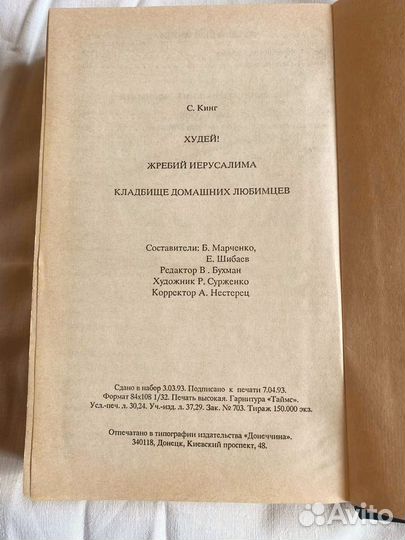 С. Кинг
ХУДЕЙ!
ЖРЕБИЙ ИЕРУСАЛИМА
КЛАДБИЩЕ ДОМАШНИХ ЛЮБИМЦЕВ
Составители: Б. Марченко,
Е. Шибаев
Редактор В . Бухман
Художник Р. Сурженко
Корректор А. Нестерец
Сдано в набор 3.03.93. Подписано к печати 7.04.93.
Формат 84х108 1/32. Печать высокая. Гарнитура «Таймс».
Усл.-печ. л. 30,24. Уч.-изд. л. 37,29. Зак. № 703. Тираж 150.000 экз.
Отпечатано в типографии издательства «Донеччина».
340118, Донецк, Киевский проспект, 48.
Avito